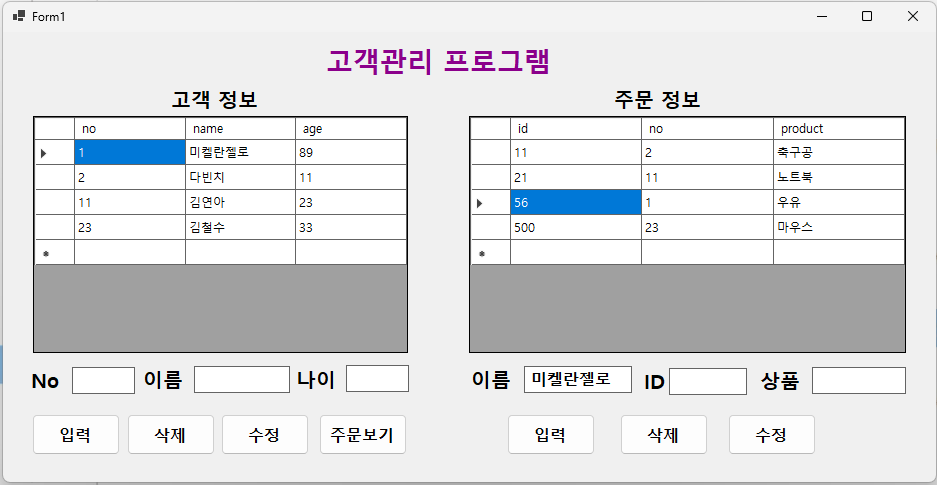 Form1
고객관리 프로그램
고객 정보
no name age
1 미켈란젤로 89
2 다빈치 11
11 김연아 23
23 김철수 33
No 이름 나이
입력 삭제 수정 주문보기
주문 정보
id no product
11 2 축구공
21 11 노트북
56 1 우유
500 23 마우스
이름 미켈란젤로 ID 상품
입력 삭제 수정